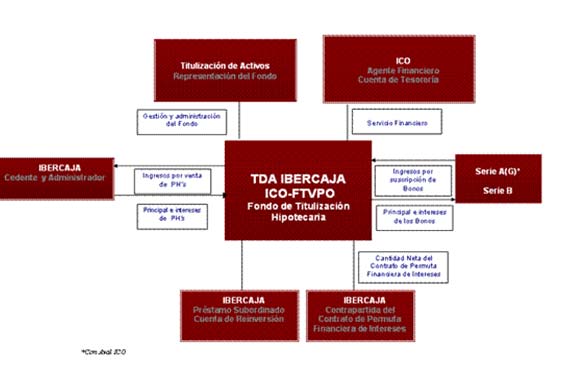 Titulización de Activos
Representación del Fondo
ICO
Agente Financiero
Cuenta de Tesorería
Gestión y administración
del Fondo
Servicio Financiero
IBERCAJA
Cedente y Administrador
Ingresos por venta
de PH's
Principal e intereses
de PH's
TDA IBERCAJA
ICO-FTVPO
Fondo de Titulización
Hipotecaria
Ingresos por
suscripción de
Bonos
Principal e intereses
de los Bonos
Serie A(G)*
Serie B
Cantidad Neta del
Contrato de Permuta
Financiera de Intereses
IBERCAJA
Préstamo Subordinado
Cuenta de Reinversión
IBERCAJA
Contrapartida del
Contrato de Permuta
Financiera de Intereses
*Con Aval ICO